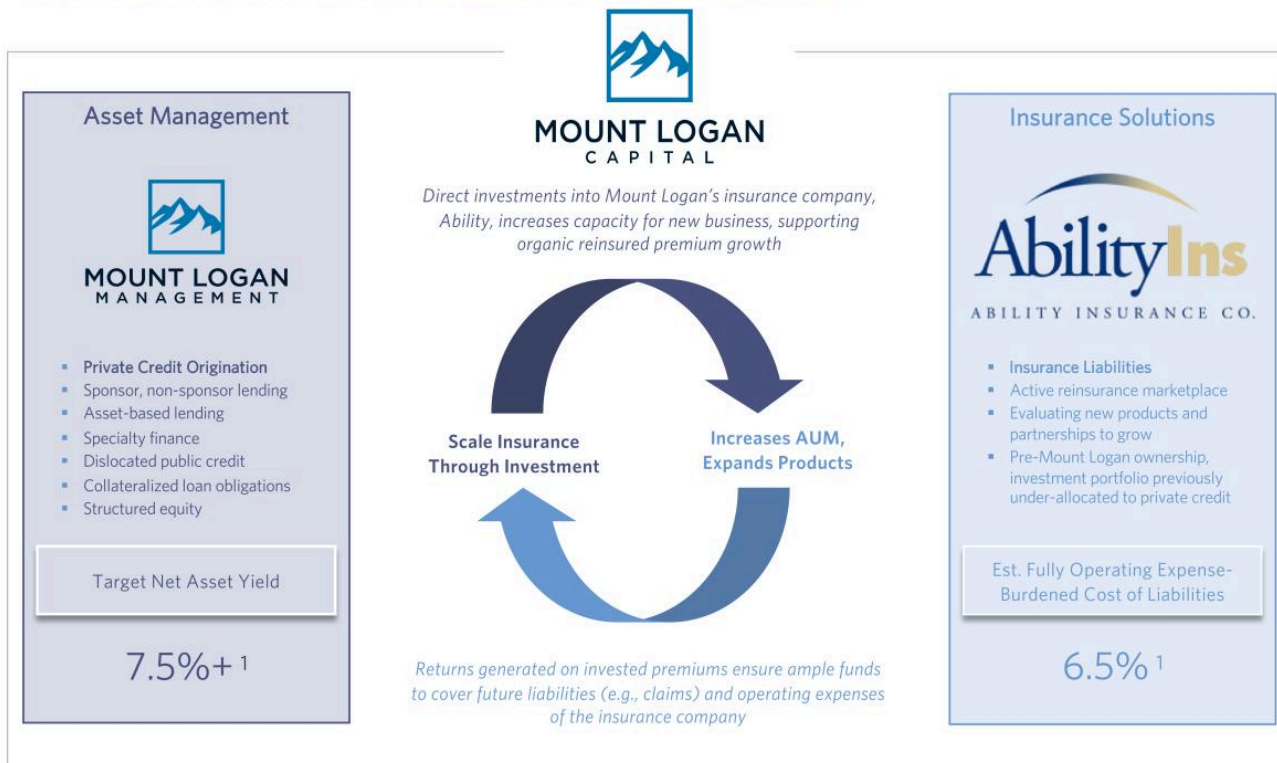 MOUNT LOGAN
CAPITAL
Asset Management
MOUNT LOGAN
MANAGEMENT
▪ Private Credit Origination
▪ Sponsor, non-sponsor lending
▪ Asset-based lending
▪ Specialty finance
▪ Dislocated public credit
▪ Collateralized loan obligations
▪ Structured equity
Target Net Asset Yield
7.5%+ 1
Direct investments into Mount Logan's insurance company,
Ability, increases capacity for new business, supporting
organic reinsured premium growth
Scale Insurance
Through Investment
Increases AUM,
Expands Products
Returns generated on invested premiums ensure ample funds
to cover future liabilities (e.g., claims) and operating expenses
of the insurance company
Insurance Solutions
AbilityIns
ABILITY INSURANCE CO.
▪ Insurance Liabilities
▪ Active reinsurance marketplace
▪ Evaluating new products and
partnerships to grow
▪ Pre-Mount Logan ownership,
investment portfolio previously
under-allocated to private credit
Est. Fully Operating Expense-
Burdened Cost of Liabilities
6.5% 1